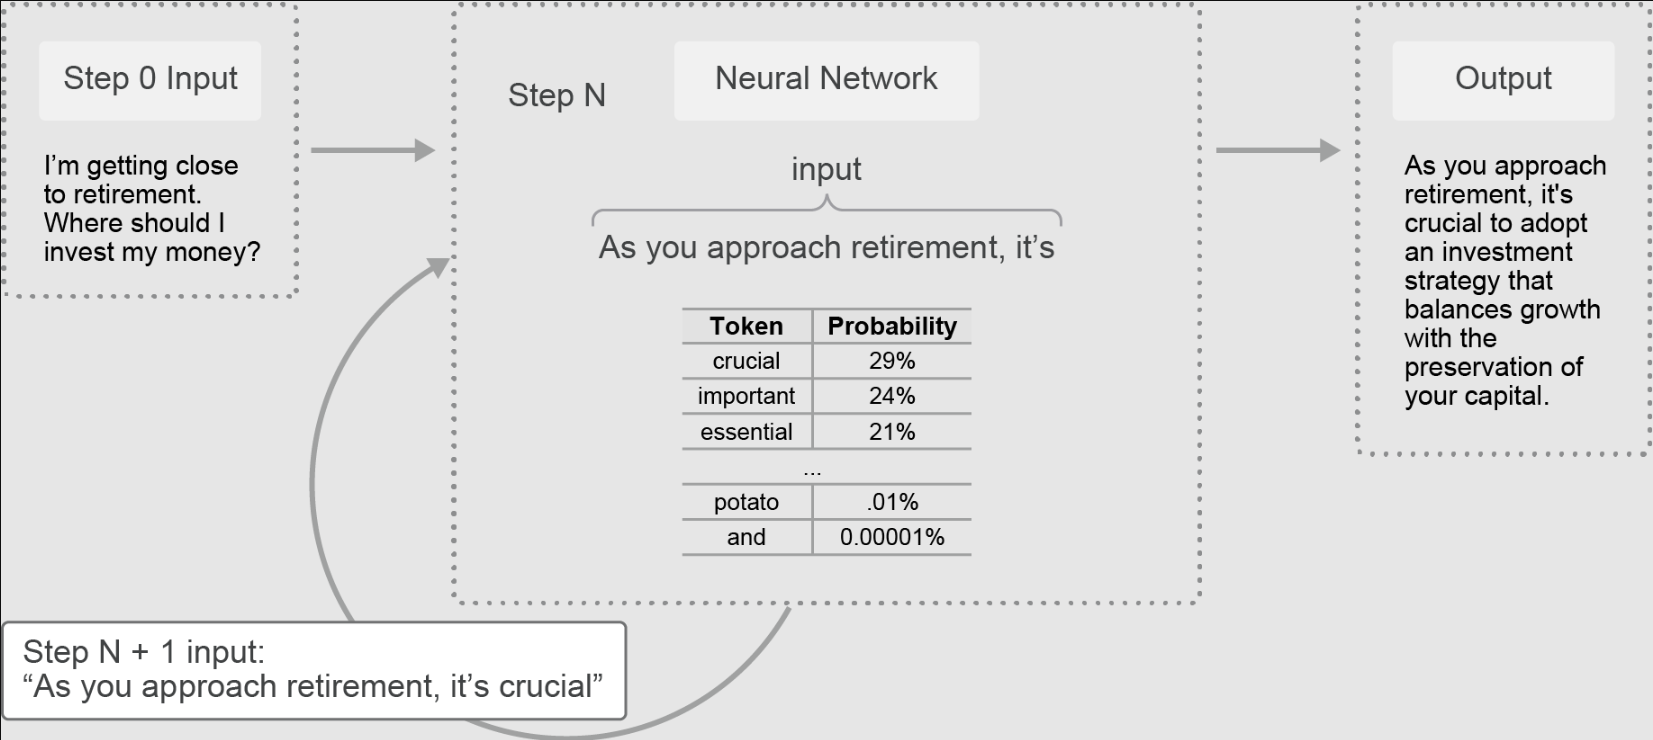 Step 0 Input
I'm getting close
to retirement.
Where should I
invest my money?
Step N
Neural Network
input
As you approach retirement, it's
Token Probability
crucial 29%
important 24%
essential 21%
...
potato .01%
and 0.00001%
Step N + 1 input:
“As you approach retirement, it's crucial”
Output
As you approach
retirement, it's
crucial to adopt
an investment
strategy that
balances growth
with the
preservation of
your capital.